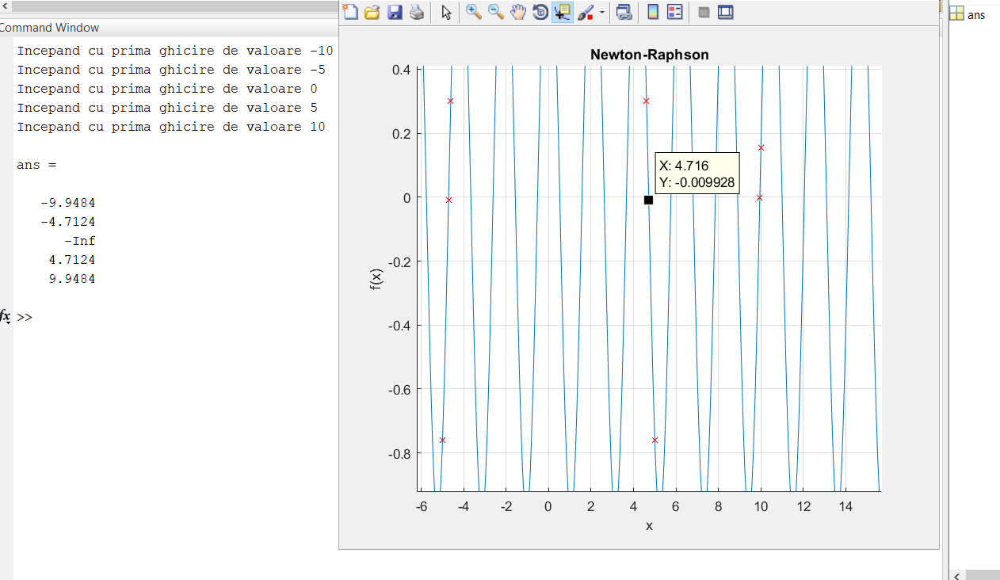 Command Window
Incepand cu prima ghicire de valoare -10
Incepand cu prima ghicire de valoare -5
Incepand cu prima ghicire de valoare 0
Incepand cu prima ghicire de valoare 5
Incepand cu prima ghicire de valoare 10
ans =
-9.9484
-4.7124
-Inf
4.7124
9.9484
fx >>
Newton-Raphson
0.4
0.2
0
-0.2
-0.4
-0.6
-0.8
f(x)
X: 4.716
Y: -0.009928
-6 -4 -2 0 2 4 6 8 10 12 14
x
ans